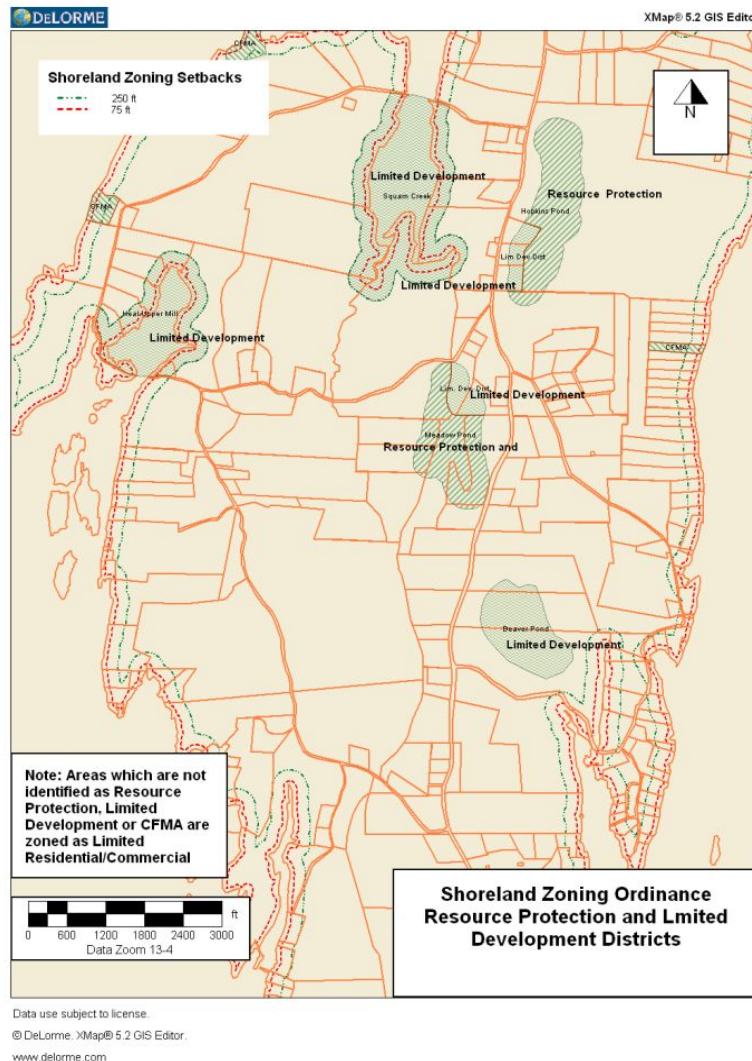 DELORME
XMap® 5.2 GIS Edito
Shoreland Zoning Setbacks
250 ft
75 ft
N
CFMA
Limited Development
Squam Creek
Resource Protection
Hopkins Pond
CFMA
Lim. Dev. Dist.
Limited Development
Heal/Upper Mill
Limited Development
CFMA
Lim. Dev. Dist.
Limited Development
Meadow Pond
Resource Protection and
Beaver Pond
Limited Development
Note: Areas which are not
identified as Resource
Protection, Limited
Development or CFMA are
zoned as Limited
Residential/Commercial
ft
0 600 1200 1800 2400 3000
Data Zoom 13-4
Shoreland Zoning Ordinance
Resource Protection and Lmited
Development Districts
Data use subject to license.
© DeLorme. XMap® 5.2 GIS Editor.
www.delorme.com